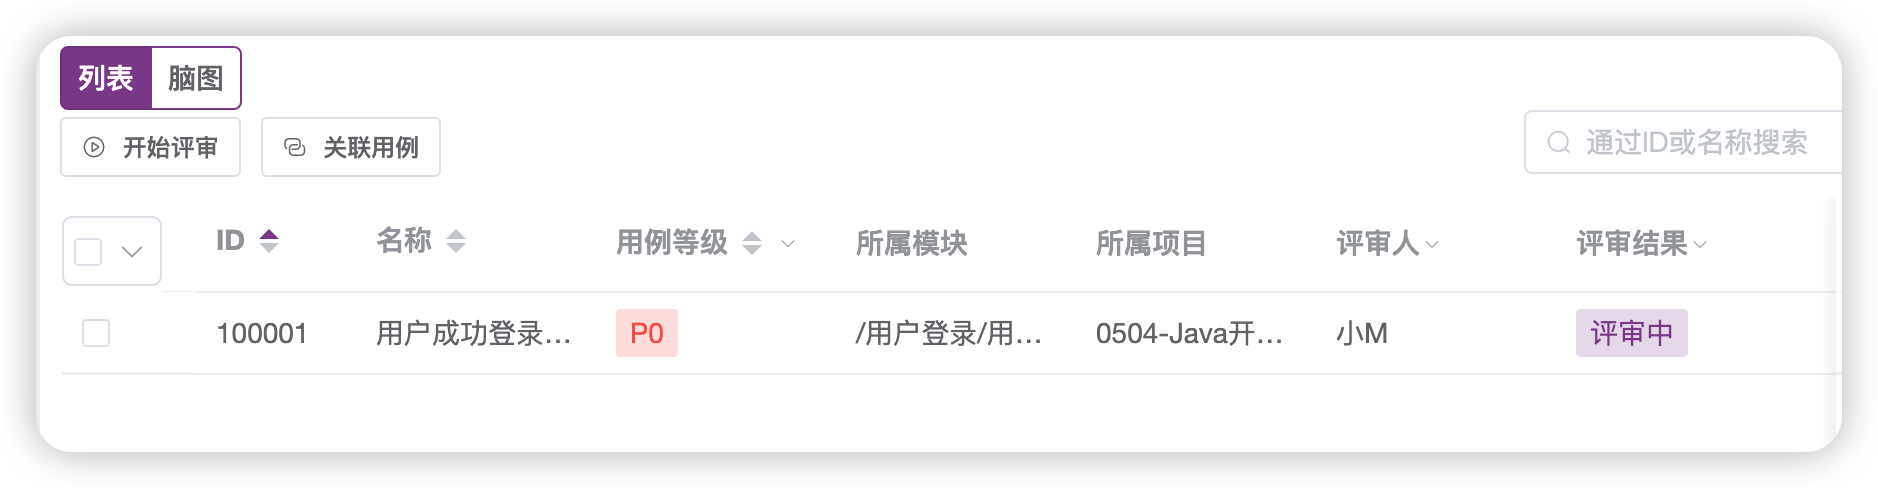 列表 脑图
开始评审 关联用例 通过ID或名称搜索
ID 名称 用例等级 所属模块 所属项目 评审人 评审结果
100001 用户成功登录... P0 /用户登录/用... 0504-Java开... 小M 评审中